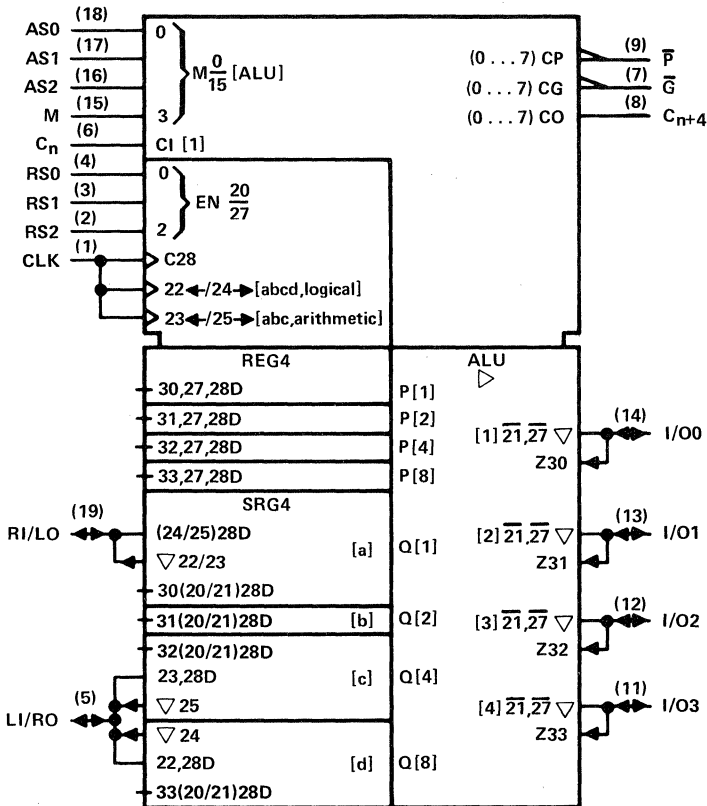 AS0 (18) 0
AS1 (17) M 0/15 [ALU]
AS2 (16)
M (15) 3
Cn (6) CI [1]
RS0 (4) 0
RS1 (3) EN 20/27
RS2 (2) 2
CLK (1) C28
22←/24→[abcd,logical]
23←/25→[abc,arithmetic]
(0 . . . 7) CP (9) P̅
(0 . . . 7) CG (7) G̅
(0 . . . 7) CO (8) Cn+4
REG4
30,27,28D P[1]
31,27,28D P[2]
32,27,28D P[4]
33,27,28D P[8]
SRG4
RI/LO (19) (24/25)28D
[a] Q[1]
▽ 22/23
30(20/21)28D
31(20/21)28D [b] Q[2]
32(20/21)28D
23,28D [c] Q[4]
LI/RO (5) ▽ 25
▽ 24
22,28D [d] Q[8]
33(20/21)28D
ALU
▷
[1] 2̅1̅,2̅7̅ ▽ (14) I/O0
Z30
[2] 2̅1̅,2̅7̅ ▽ (13) I/O1
Z31
[3] 2̅1̅,2̅7̅ ▽ (12) I/O2
Z32
[4] 2̅1̅,2̅7̅ ▽ (11) I/O3
Z33